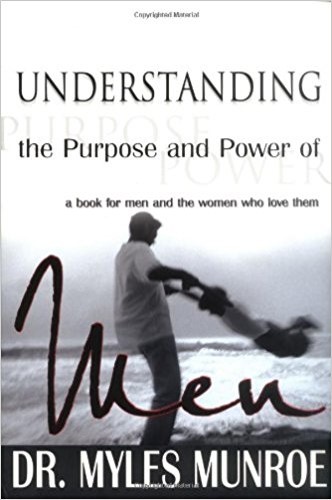 UNDERSTANDING
PURPOSE
the Purpose and Power of
POWER
a book for men and the women who love them
Men
DR. MYLES MUNROE